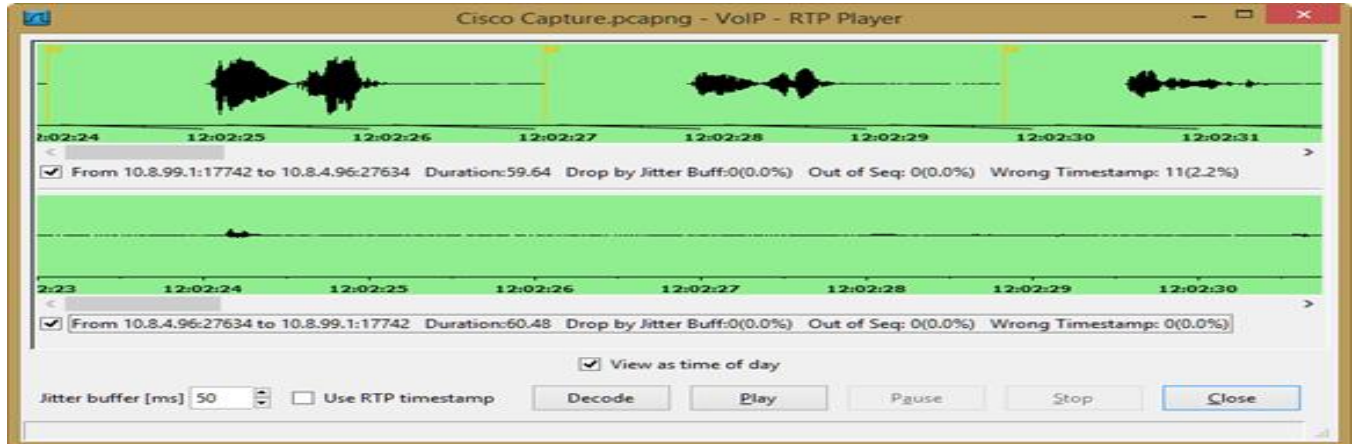 Cisco Capture.pcapng - VoIP - RTP Player
2:02:24 12:02:25 12:02:26 12:02:27 12:02:28 12:02:29 12:02:30 12:02:31
From 10.8.99.1:17742 to 10.8.4.96:27634 Duration:59.64 Drop by Jitter Buff:0(0.0%) Out of Seq: 0(0.0%) Wrong Timestamp: 11(2.2%)
2:23 12:02:24 12:02:25 12:02:26 12:02:27 12:02:28 12:02:29 12:02:30
From 10.8.4.96:27634 to 10.8.99.1:17742 Duration:60.48 Drop by Jitter Buff:0(0.0%) Out of Seq: 0(0.0%) Wrong Timestamp: 0(0.0%)
View as time of day
Jitter buffer [ms] 50 Use RTP timestamp Decode Play Pause Stop Close